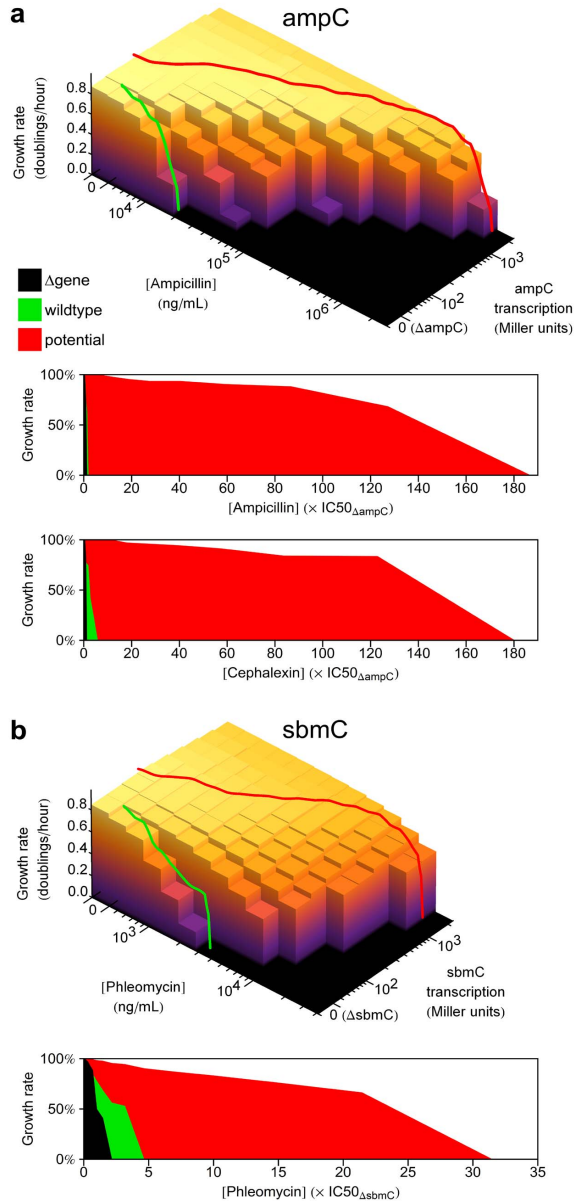 a
ampC
Growth rate
(doublings/hour)
0.8
0.6
0.4
0.2
0.0
0
10⁴
10⁵
10⁶
[Ampicillin]
(ng/mL)
0 (ΔampC)
10²
10³
ampC
transcription
(Miller units)
Δgene
wildtype
potential
Growth rate
100%
50%
0%
0 20 40 60 80 100 120 140 160 180
[Ampicillin] (× IC50ΔampC)
Growth rate
100%
50%
0%
0 20 40 60 80 100 120 140 160 180
[Cephalexin] (× IC50ΔampC)
b
sbmC
Growth rate
(doublings/hour)
0.8
0.6
0.4
0.2
0.0
0
10³
10⁴
[Phleomycin]
(ng/mL)
0 (ΔsbmC)
10²
10³
sbmC
transcription
(Miller units)
Growth rate
100%
50%
0%
0 5 10 15 20 25 30 35
[Phleomycin] (× IC50ΔsbmC)